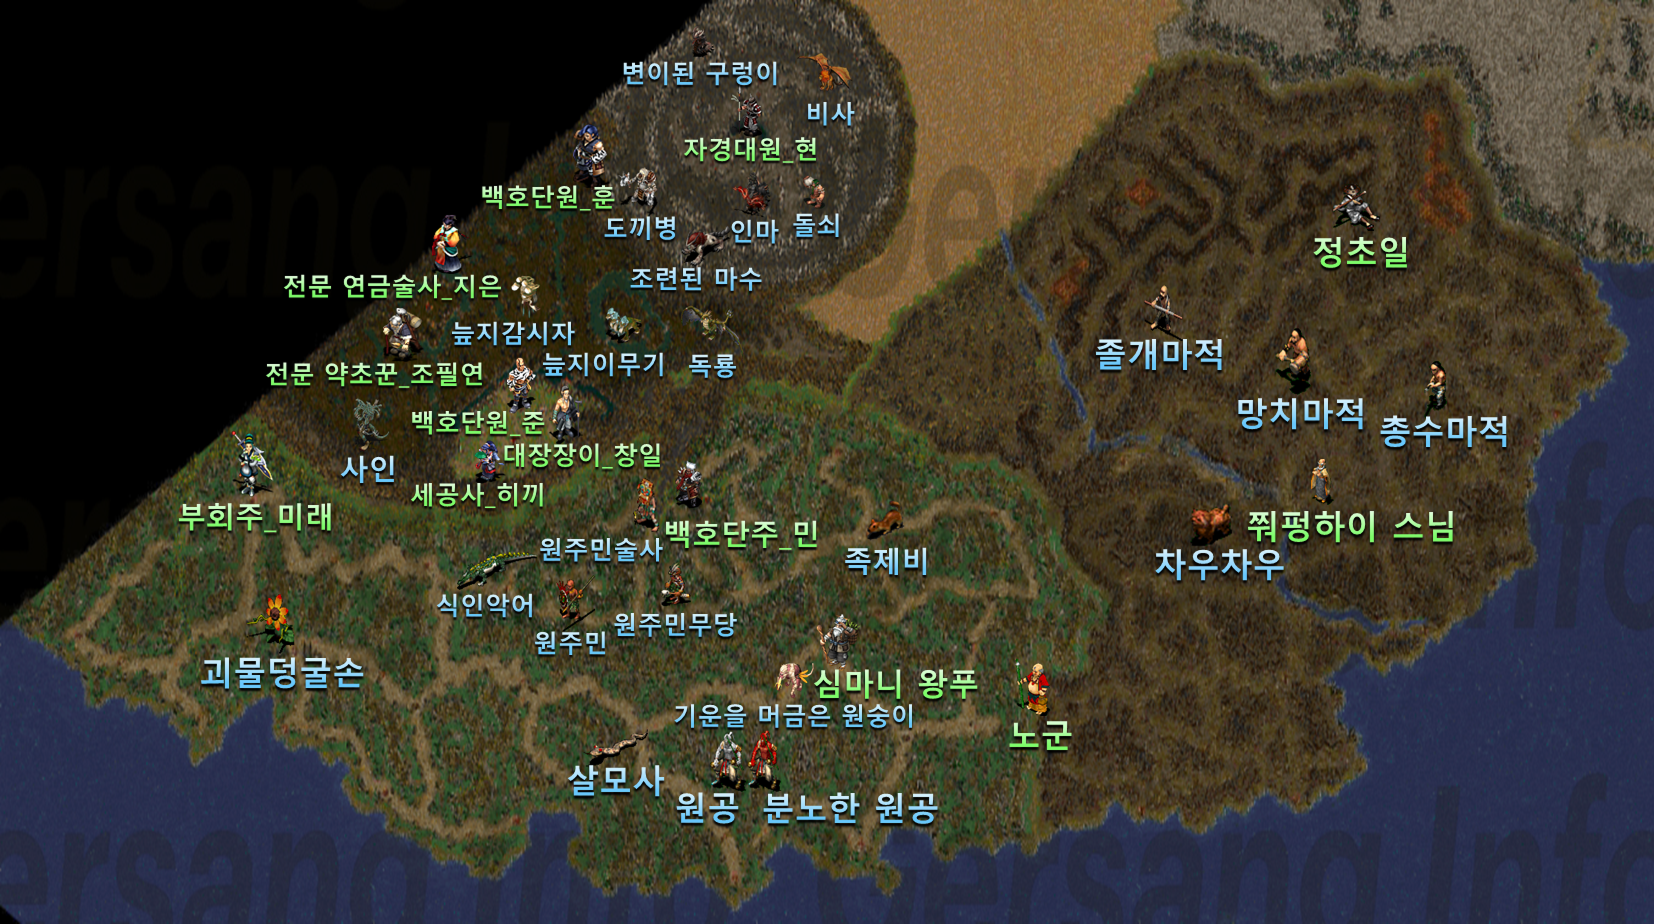 변이된 구렁이
비사
자경대원_현
백호단원_훈
도끼병
인마
돌쇠
조련된 마수
전문 연금술사_지은
늪지감시자
늪지이무기
독룡
전문 약초꾼_조필연
백호단원_준
대장장이_창일
사인
세공사_히끼
부회주_미래
원주민술사
백호단주_민
족제비
식인악어
원주민
원주민무당
괴물덩굴손
심마니 왕푸
기운을 머금은 원숭이
노군
살모사
원공
분노한 원공
정초일
졸개마적
망치마적
총수마적
쭤펑하이 스님
차우차우
Gersang Info